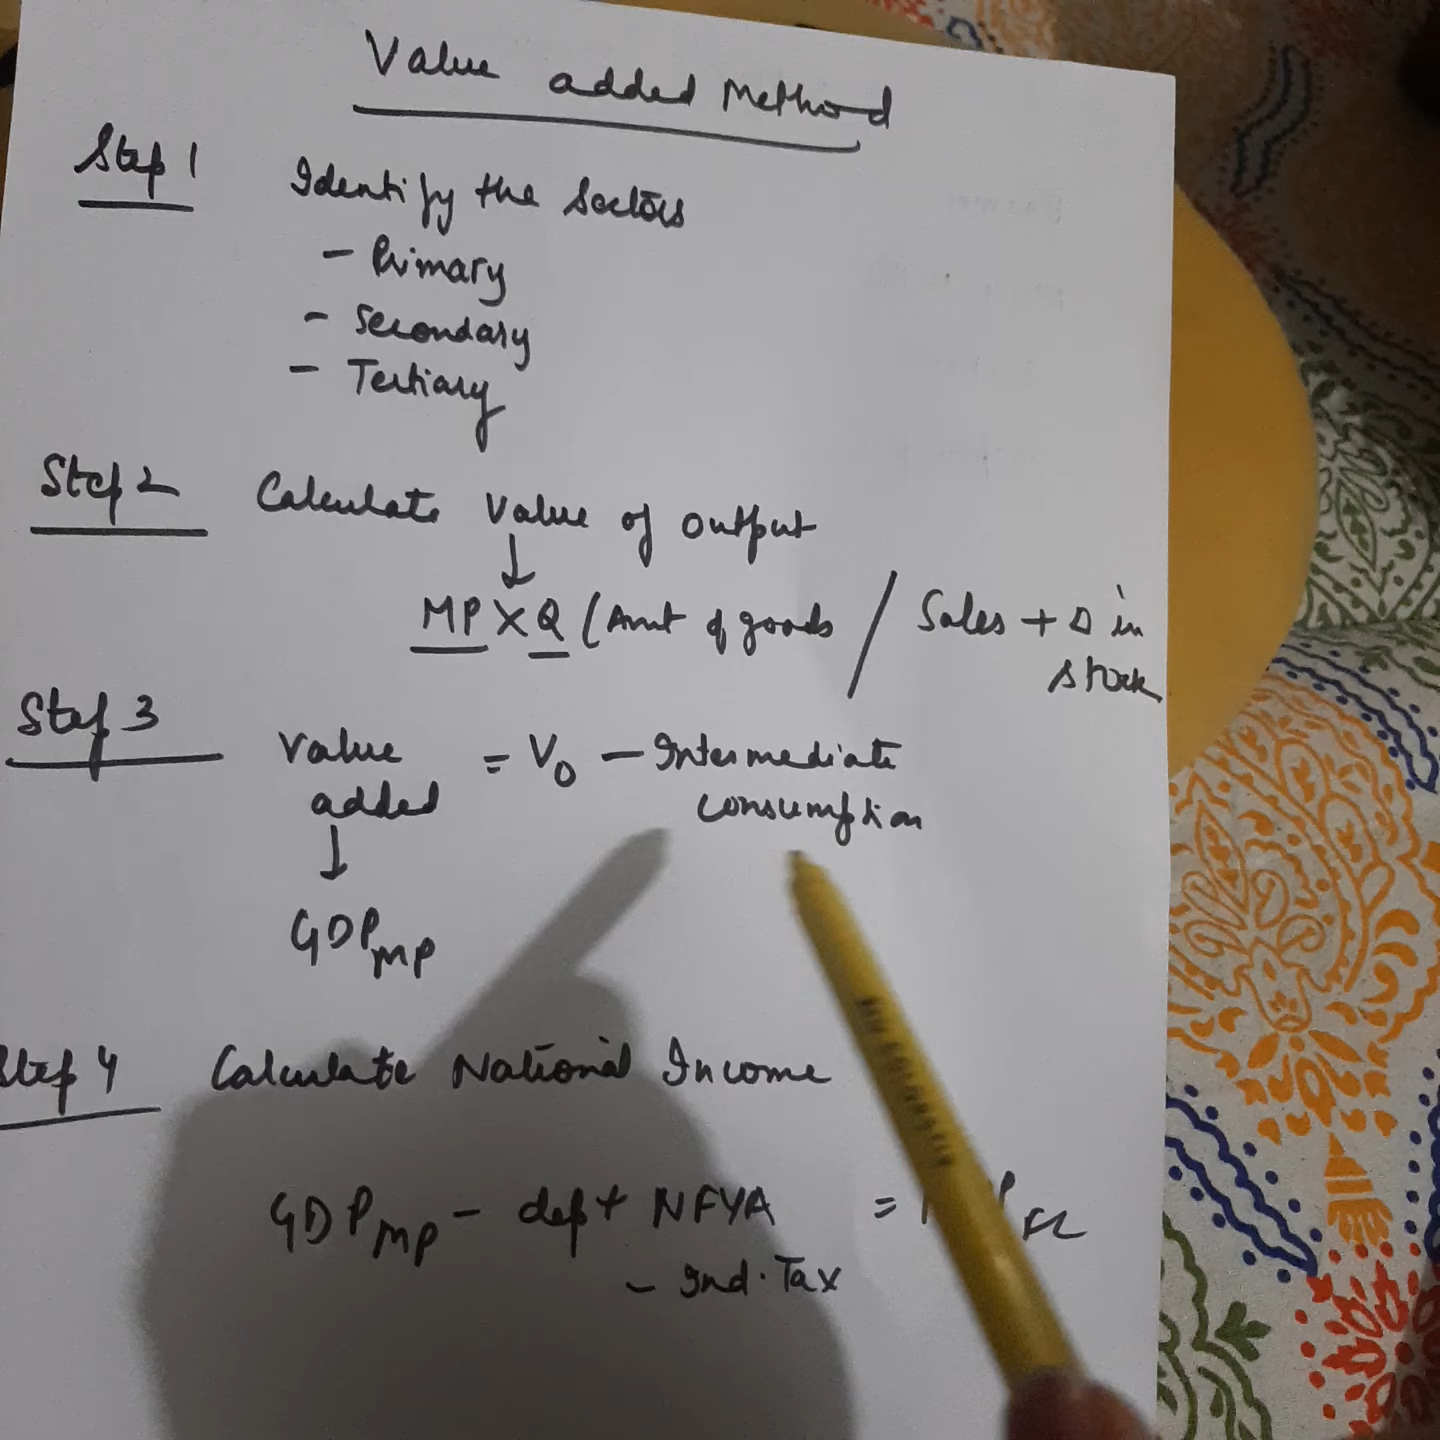 Value added Method
Step 1 Identify the Sectors
- Primary
- Secondary
- Tertiary
Step 2 Calculate Value of output
↓
MP X Q (Amt of goods / Sales + Δ in
stock
Step 3 Value = VO - Intermediate
added consumption
↓
GDPMP
Step 4 Calculate National Income
GDPMP - dep + NFYA =
- Ind. Tax